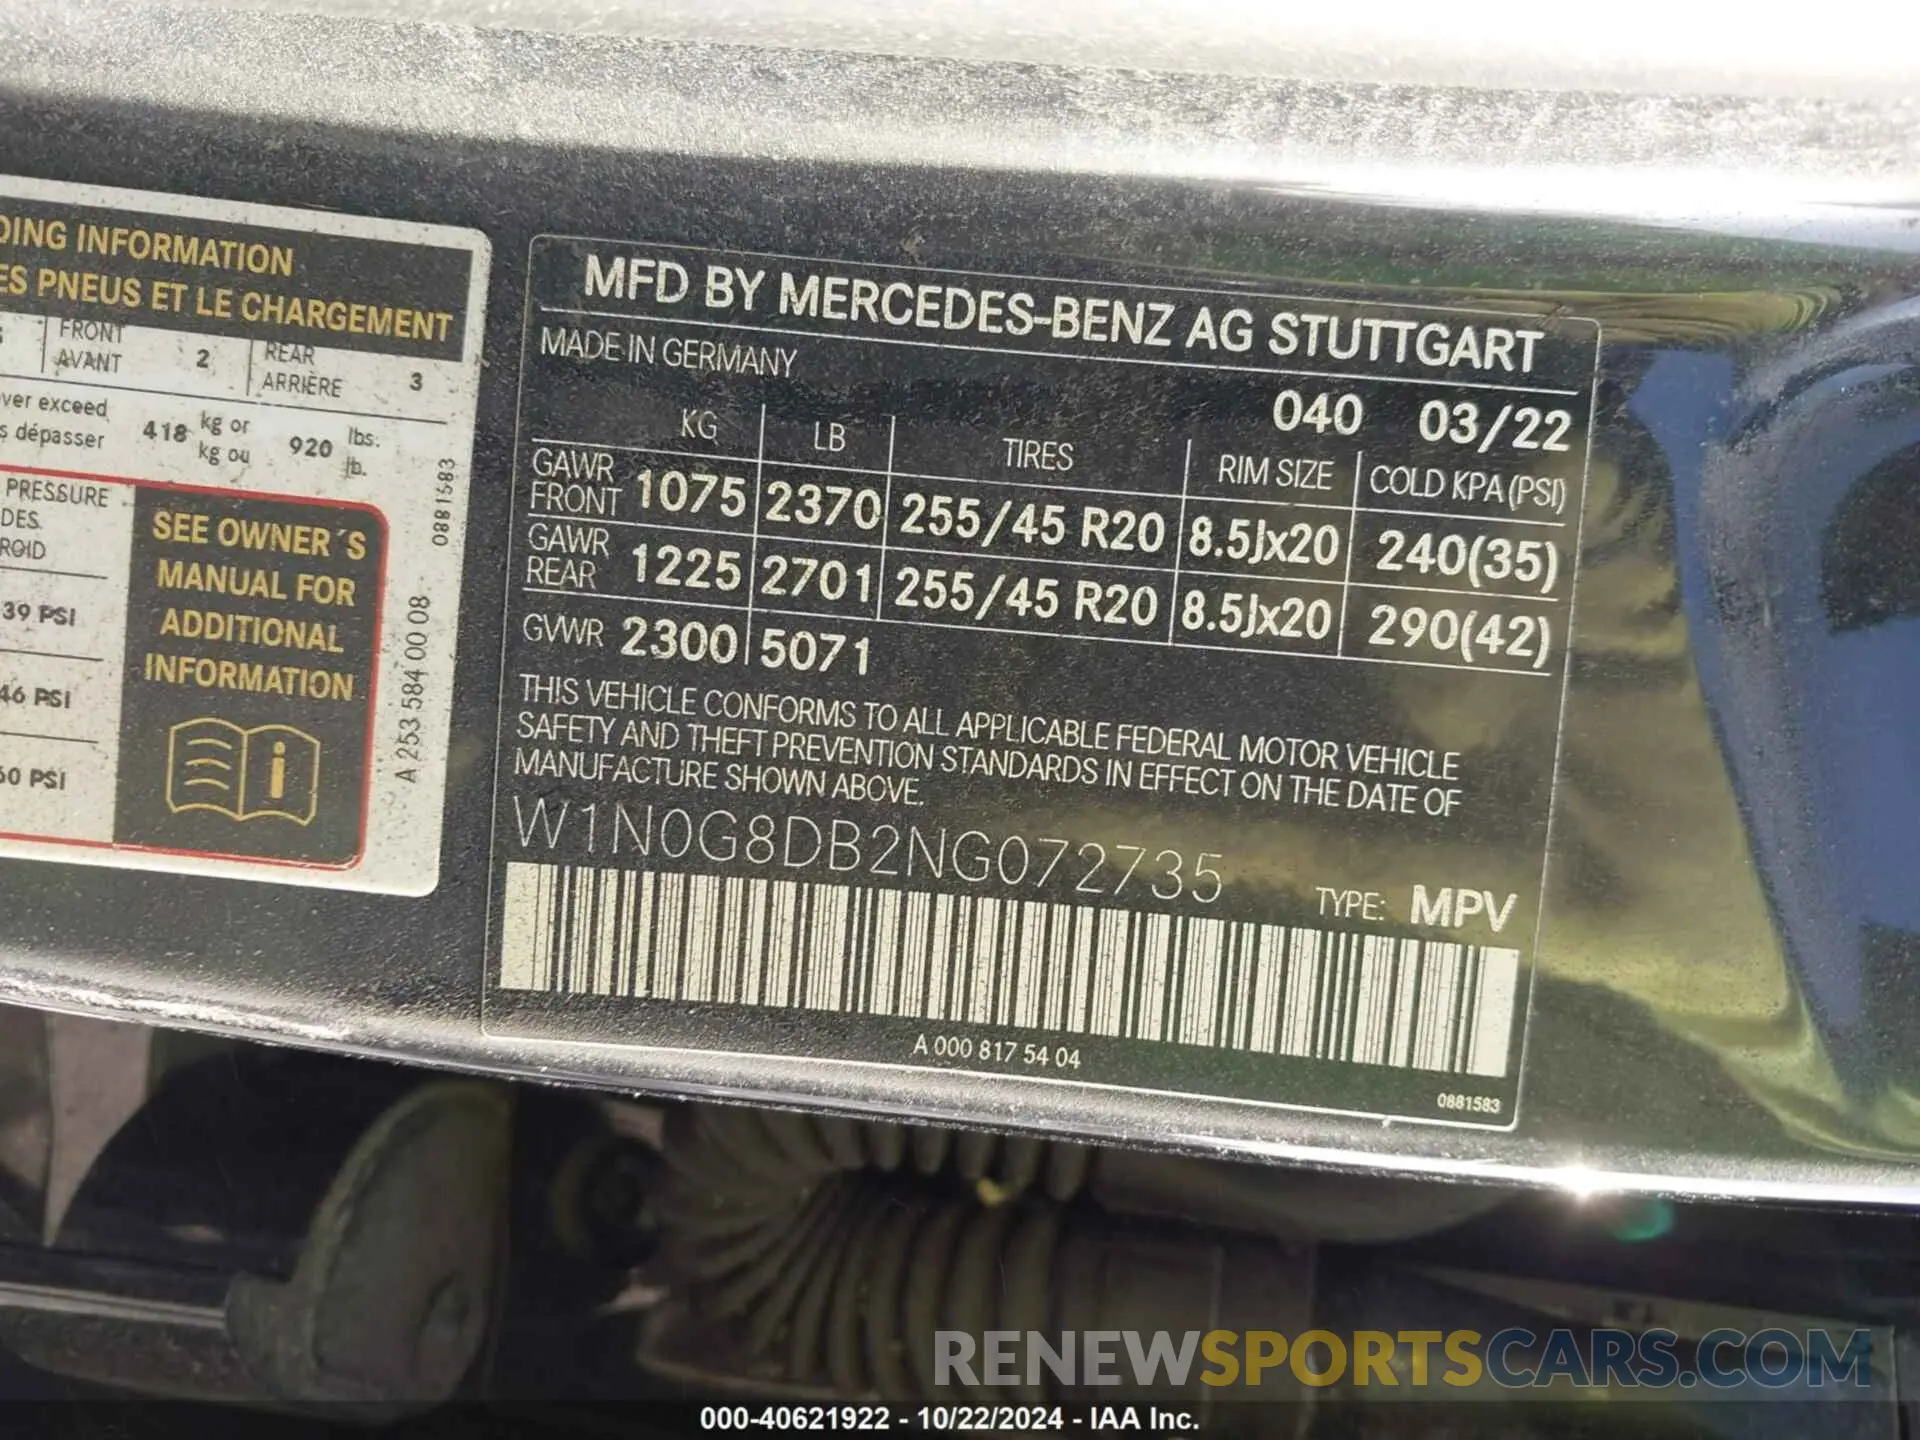 DING INFORMATION
ES PNEUS ET LE CHARGEMENT
FRONT
AVANT 2
REAR
ARRIÈRE 3
ver exceed
s dépasser 418 kg or
kg ou 920 lbs.
lb.
PRESSURE
DES
ROID
39 PSI
46 PSI
60 PSI
SEE OWNER´S
MANUAL FOR
ADDITIONAL
INFORMATION
A 253 584 00 08
0881583
MFD BY MERCEDES-BENZ AG STUTTGART
MADE IN GERMANY
040 03/22
KG LB TIRES RIM SIZE COLD KPA (PSI)
GAWR
FRONT 1075 2370 255/45 R20 8.5Jx20 240(35)
GAWR
REAR 1225 2701 255/45 R20 8.5Jx20 290(42)
GVWR 2300 5071
THIS VEHICLE CONFORMS TO ALL APPLICABLE FEDERAL MOTOR VEHICLE
SAFETY AND THEFT PREVENTION STANDARDS IN EFFECT ON THE DATE OF
MANUFACTURE SHOWN ABOVE.
W1N0G8DB2NG072735
TYPE: MPV
A 000 817 54 04
0881583
RENEWSPORTSCARS.COM
000-40621922 - 10/22/2024 - IAA Inc.